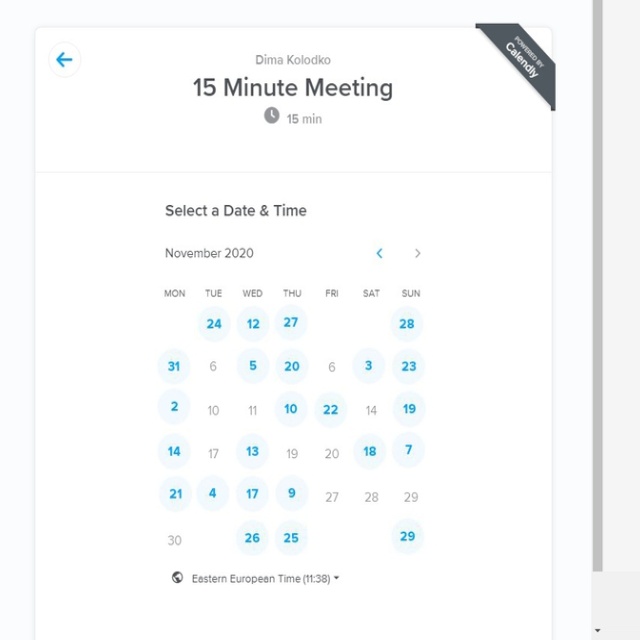 POWERED BY
Calendly
Dima Kolodko
15 Minute Meeting
15 min
Select a Date & Time
November 2020
MON TUE WED THU FRI SAT SUN
24 12 27 28
31 6 5 20 6 3 23
2 10 11 10 22 14 19
14 17 13 19 20 18 7
21 4 17 9 27 28 29
30 26 25 29
Eastern European Time (11:38)